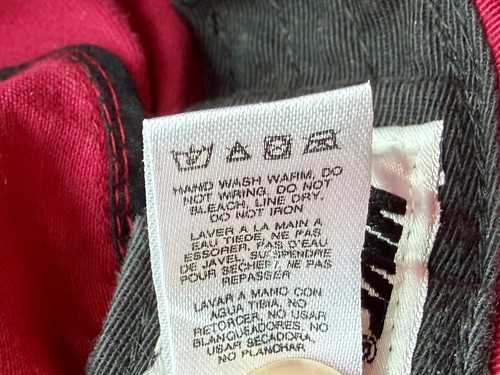 HAND WASH WARM, DO
NOT WRING, DO NOT
BLEACH, LINE DRY,
DO NOT IRON
LAVER A LA MAIN A
EAU TIEDE, NE PAS
ESSORER, PAS D'EAU
DE JAVEL, SUSPENDRE
POUR SECHER, NE PAS
REPASSER
LAVAR A MANO CON
AGUA TIBIA, NO
RETORCER, NO USAR
BLANQUEADORES, NO
USAR SECADORA,
NO PLANCHAR
®